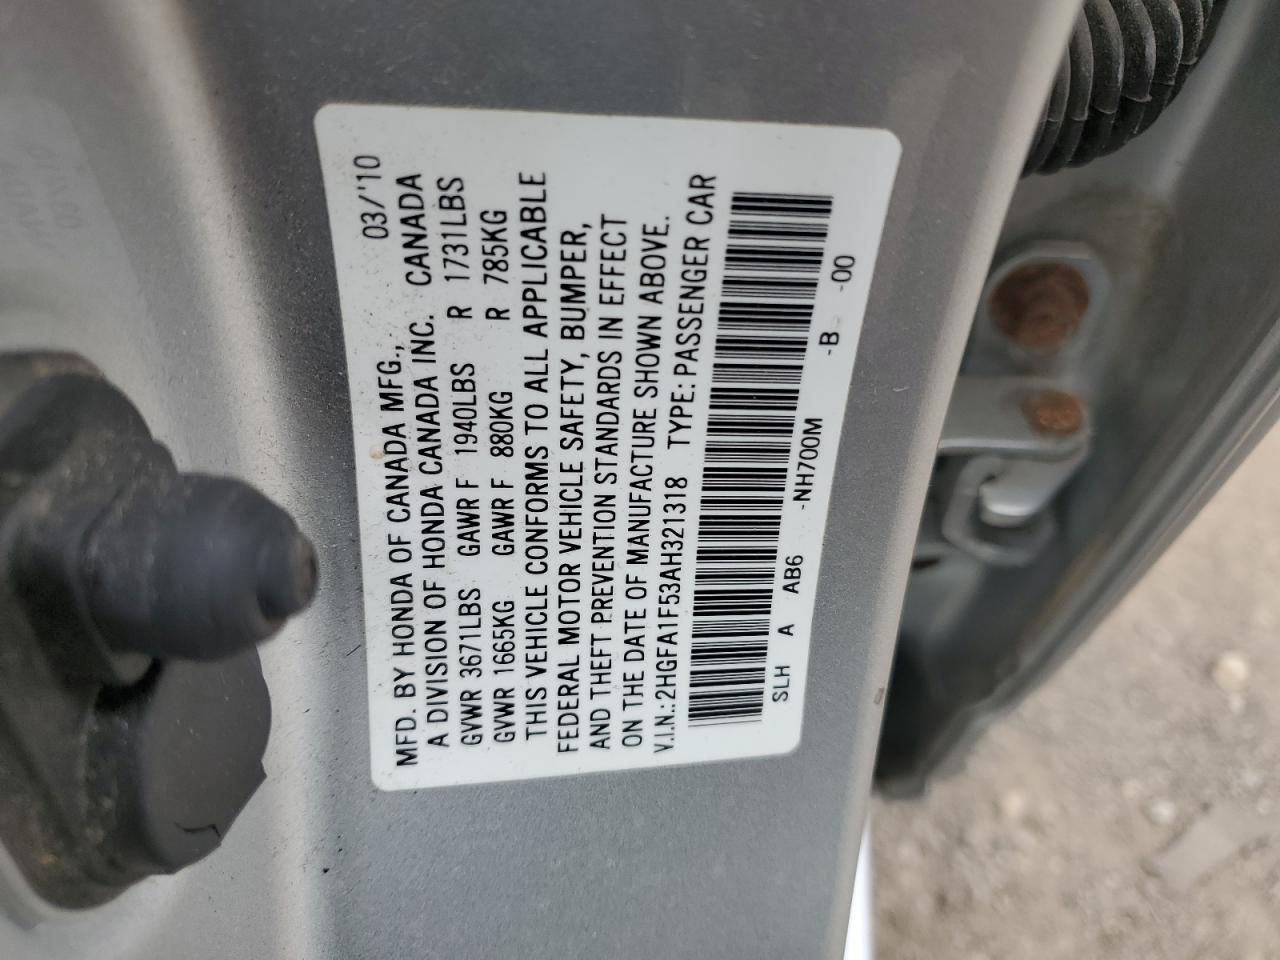 MFD. BY HONDA OF CANADA MFG., 03/'10
A DIVISION OF HONDA CANADA INC. CANADA
GVWR 3671LBS GAWR F 1940LBS R 1731LBS
GVWR 1665KG GAWR F 880KG R 785KG
THIS VEHICLE CONFORMS TO ALL APPLICABLE
FEDERAL MOTOR VEHICLE SAFETY, BUMPER,
AND THEFT PREVENTION STANDARDS IN EFFECT
ON THE DATE OF MANUFACTURE SHOWN ABOVE.
V.I.N.: 2HGFA1F53AH321318 TYPE: PASSENGER CAR
SLH A AB6 -NH700M -B -00